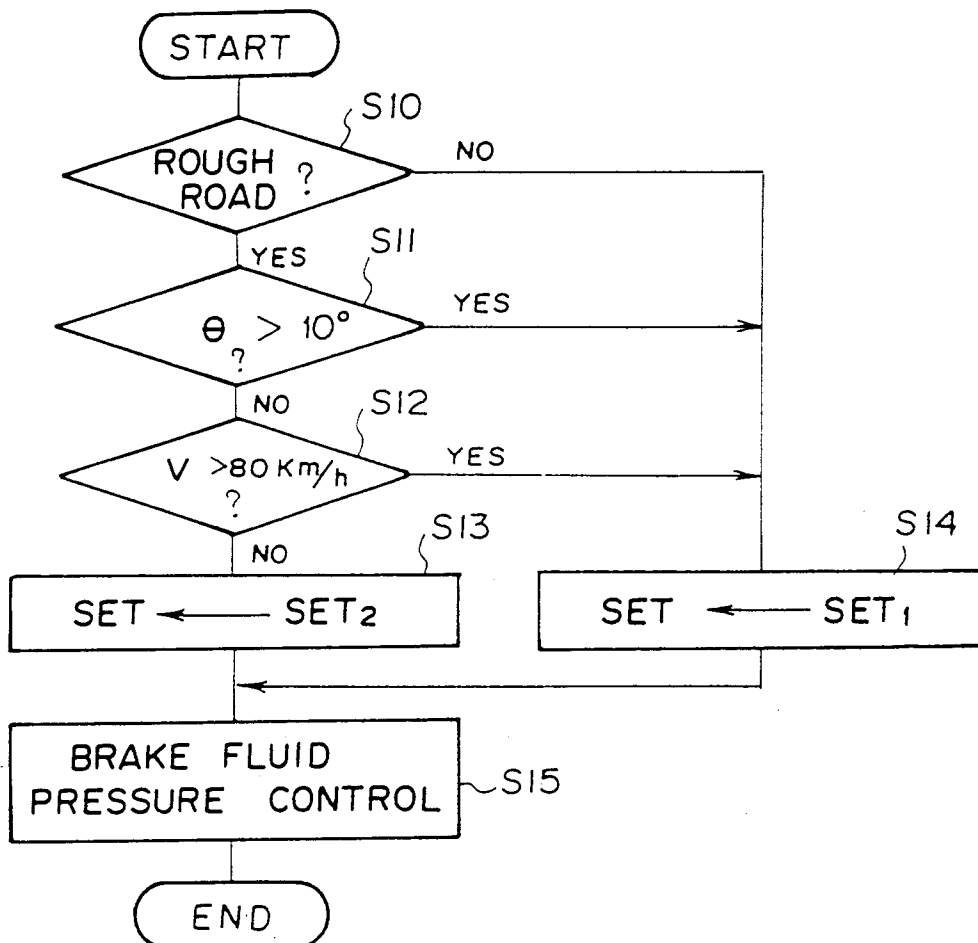 START
S10
ROUGH
ROAD ?
NO
YES
S11
θ > 10°
?
YES
NO
S12
V >80 Km/h
?
YES
NO
S13
S14
SET ← SET2
SET ← SET1
BRAKE FLUID
PRESSURE CONTROL
S15
END